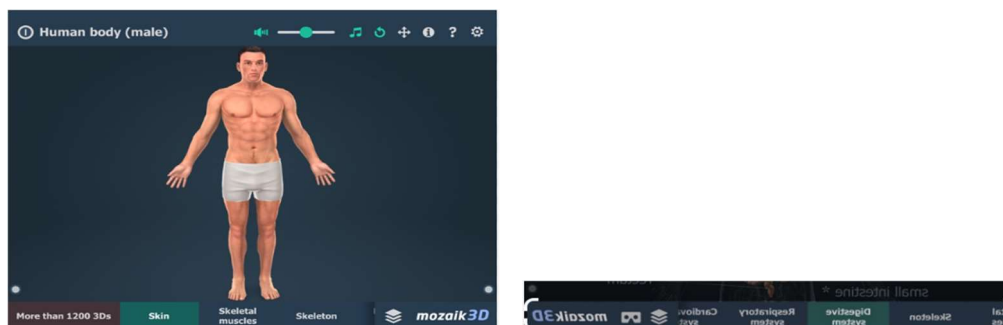 Human body (male)
More than 1200 3Ds
Skin
Skeletal
muscles
Skeleton
mozaik3D
rectum
small intestine *
Skeleton
Digestive
system
Respiratory
system
mozaik3D